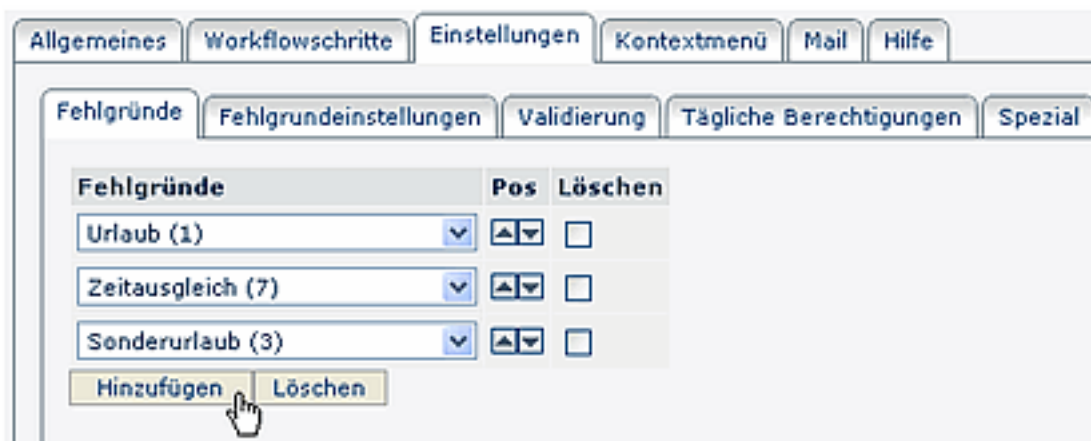 Allgemeines Workflowschritte Einstellungen Kontextmenü Mail Hilfe
Fehlgründe Fehlgrundeinstellungen Validierung Tägliche Berechtigungen Spezial
Fehlgründe Pos Löschen
Urlaub (1)
Zeitausgleich (7)
Sonderurlaub (3)
Hinzufügen Löschen